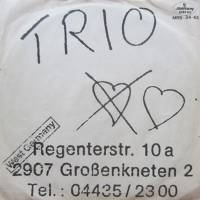 TRIO
West Germany
Regenterstr. 10 a
2907 Großenkneten 2
Tel.: 04435/2300